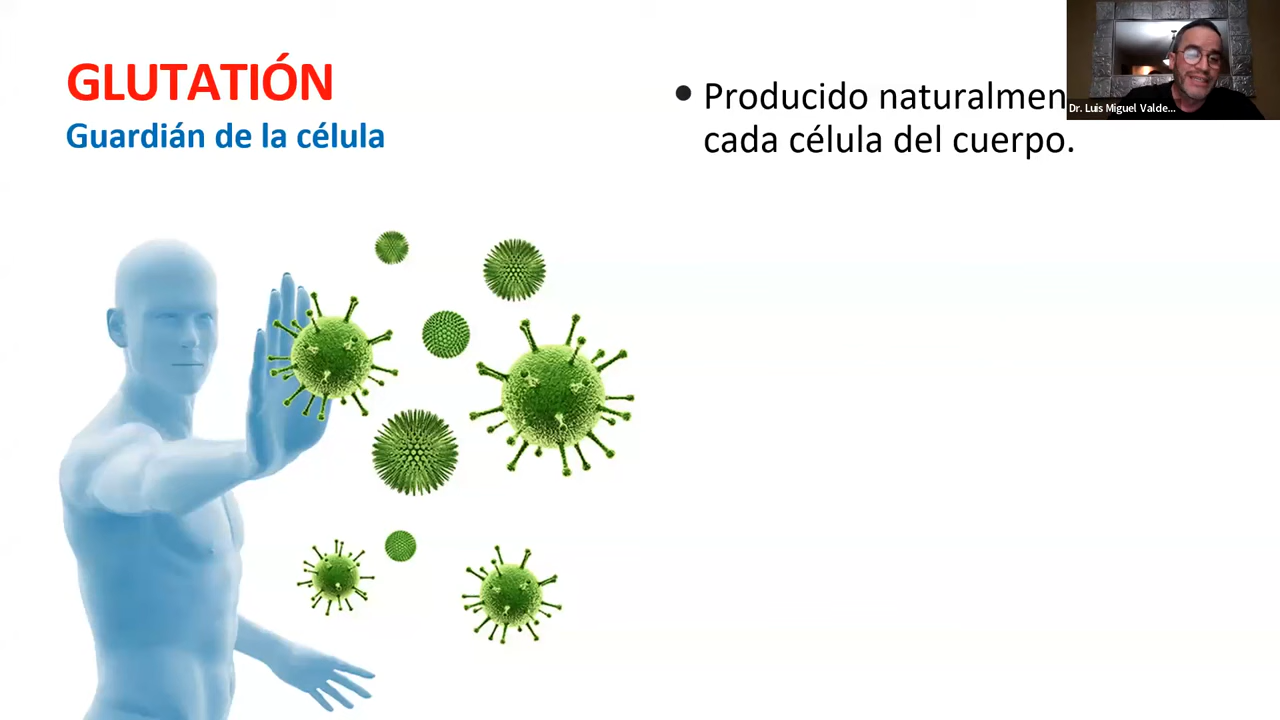 GLUTATIÓN
Guardián de la célula
• Producido naturalmen
cada célula del cuerpo.
Dr. Luis Miguel Valde...